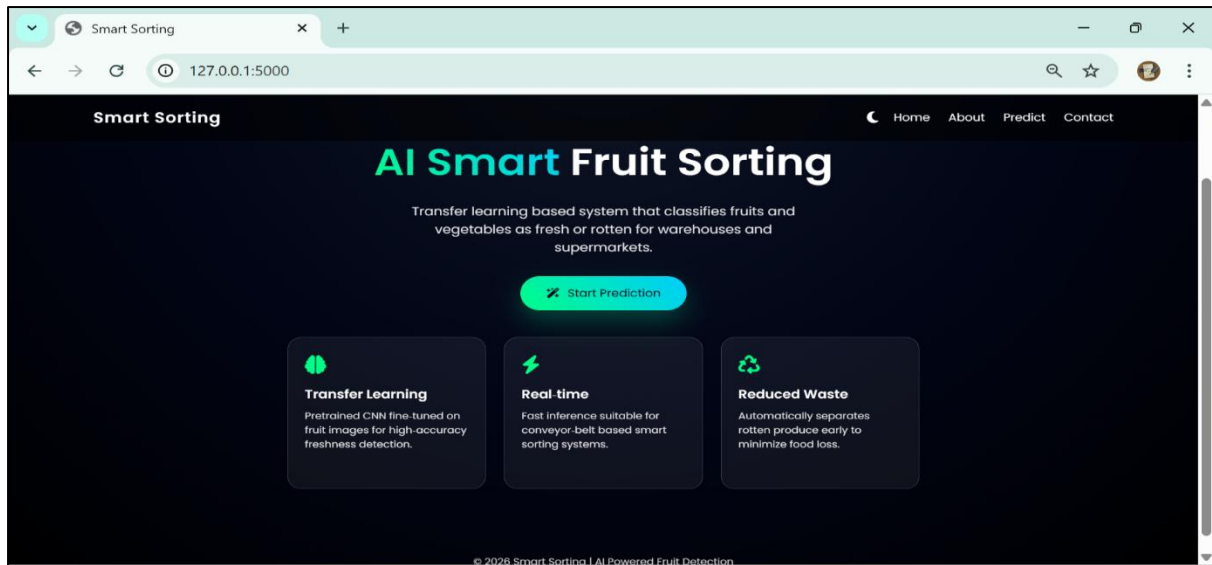 Smart Sorting
127.0.0.1:5000
Smart Sorting
Home About Predict Contact
AI Smart Fruit Sorting
Transfer learning based system that classifies fruits and
vegetables as fresh or rotten for warehouses and
supermarkets.
Start Prediction
Transfer Learning
Pretrained CNN fine-tuned on
fruit images for high-accuracy
freshness detection.
Real-time
Fast inference suitable for
conveyor-belt based smart
sorting systems.
Reduced Waste
Automatically separates
rotten produce early to
minimize food loss.
© 2026 Smart Sorting | AI Powered Fruit Detection